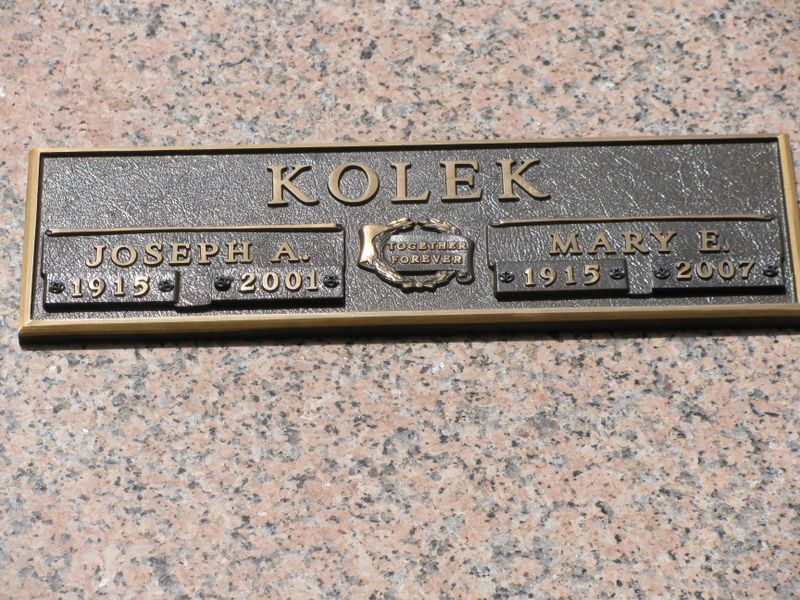 KOLEK
JOSEPH A.
1915 2001
TOGETHER
FOREVER
MARY E.
1915 2007